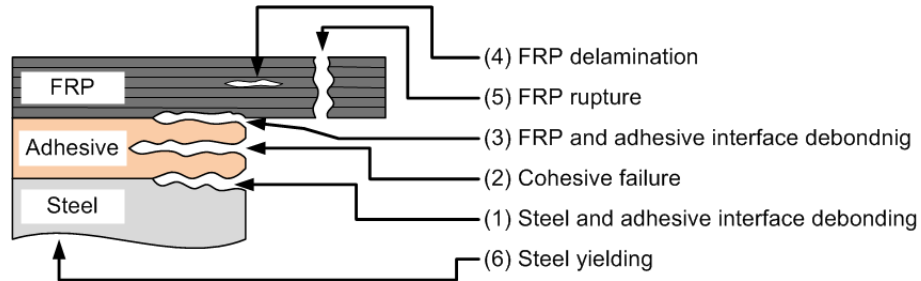 (4) FRP delamination
FRP
(5) FRP rupture
(3) FRP and adhesive interface debondnig
Adhesive
(2) Cohesive failure
Steel
(1) Steel and adhesive interface debonding
(6) Steel yielding